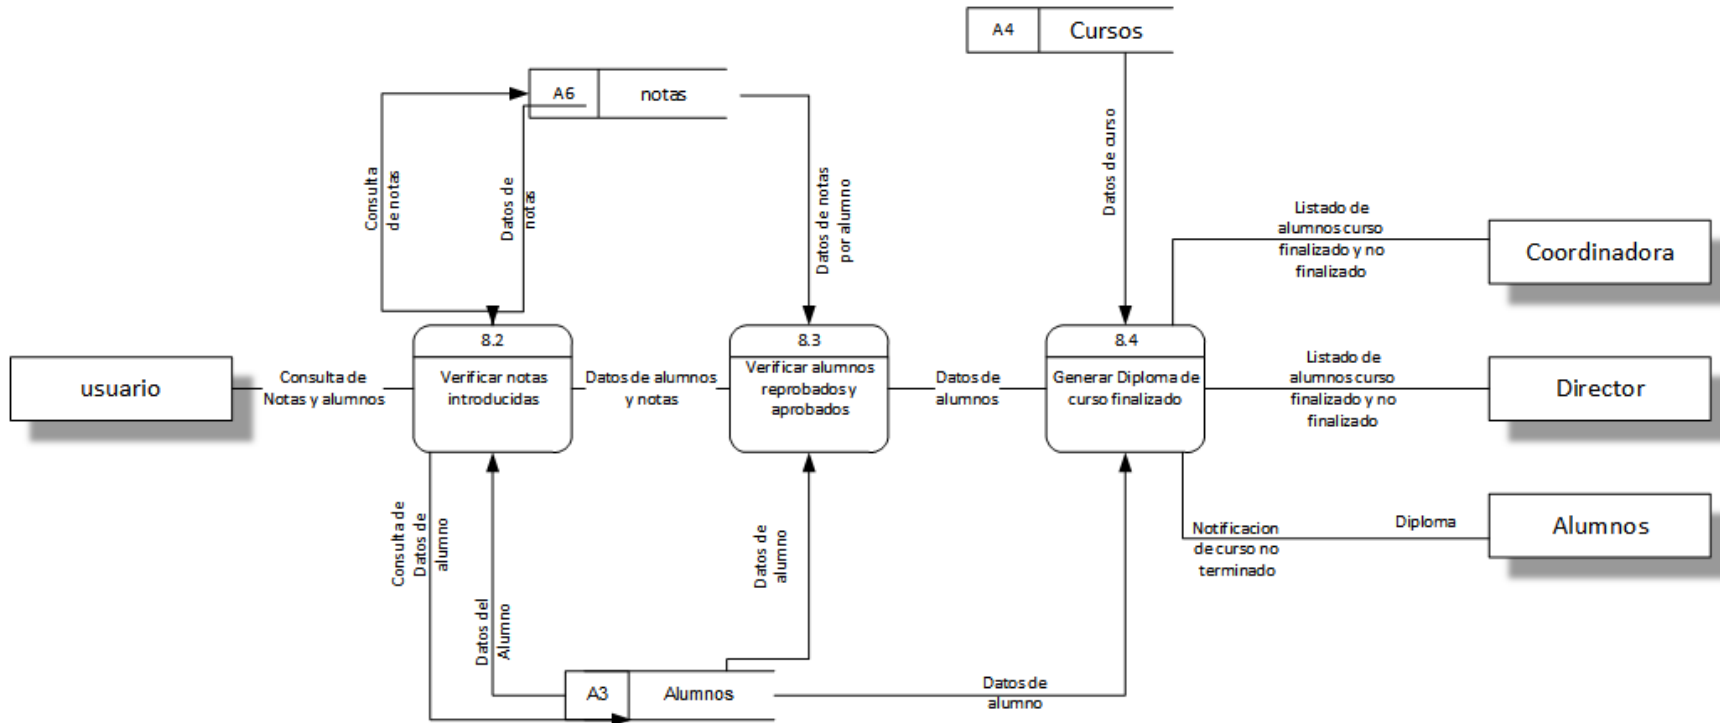 A4
Cursos
A6
notas
Consulta
de notas
Datos de
notas
Datos de notas
por alumno
Datos de curso
Listado de
alumnos curso
finalizado y no
finalizado
Coordinadora
usuario
Consulta de
Notas y alumnos
8.2
Verificar notas
introducidas
Datos de alumnos
y notas
8.3
Verificar alumnos
reprobados y
aprobados
Datos de
alumnos
8.4
Generar Diploma de
curso finalizado
Listado de
alumnos curso
finalizado y no
finalizado
Director
Consulta de
Datos de
alumno
Datos del
Alumno
Datos de
alumno
Notificacion
de curso no
terminado
Diploma
Alumnos
A3
Alumnos
Datos de
alumno